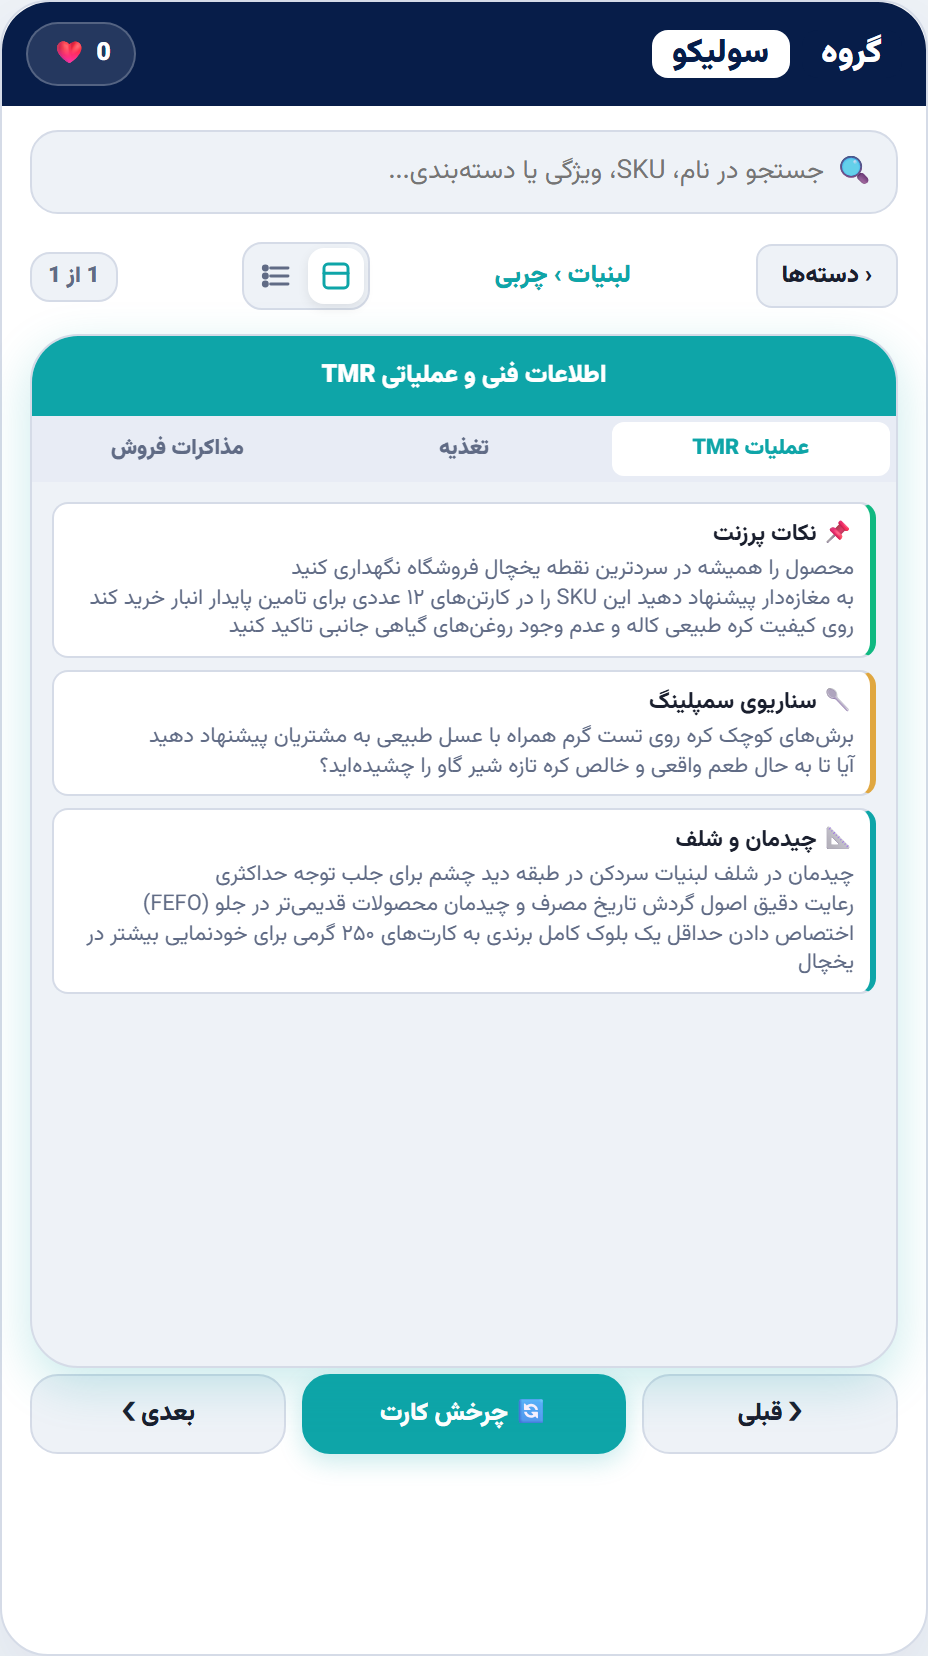 گروه سولیکو
0
جستجو در نام، SKU، ویژگی یا دسته‌بندی...
‹ دسته‌ها
لبنیات › چربی
1 از 1
اطلاعات فنی و عملیاتی TMR
عملیات TMR
تغذیه
مذاکرات فروش
نکات پرزنت
محصول را همیشه در سردترین نقطه یخچال فروشگاه نگهداری کنید
به مغازه‌دار پیشنهاد دهید این SKU را در کارتن‌های ۱۲ عددی برای تامین پایدار انبار خرید کند
روی کیفیت کره طبیعی کاله و عدم وجود روغن‌های گیاهی جانبی تاکید کنید
سناریوی سمپلینگ
برش‌های کوچک کره روی تست گرم همراه با عسل طبیعی به مشتریان پیشنهاد دهید
آیا تا به حال طعم واقعی و خالص کره تازه شیر گاو را چشیده‌اید؟
چیدمان و شلف
چیدمان در شلف لبنیات سردکن در طبقه دید چشم برای جلب توجه حداکثری
رعایت دقیق اصول گردش تاریخ مصرف و چیدمان محصولات قدیمی‌تر در جلو (FEFO)
اختصاص دادن حداقل یک بلوک کامل برندی به کارت‌های ۲۵۰ گرمی برای خودنمایی بیشتر در
یخچال
❮ قبلی
چرخش کارت
بعدی ❯